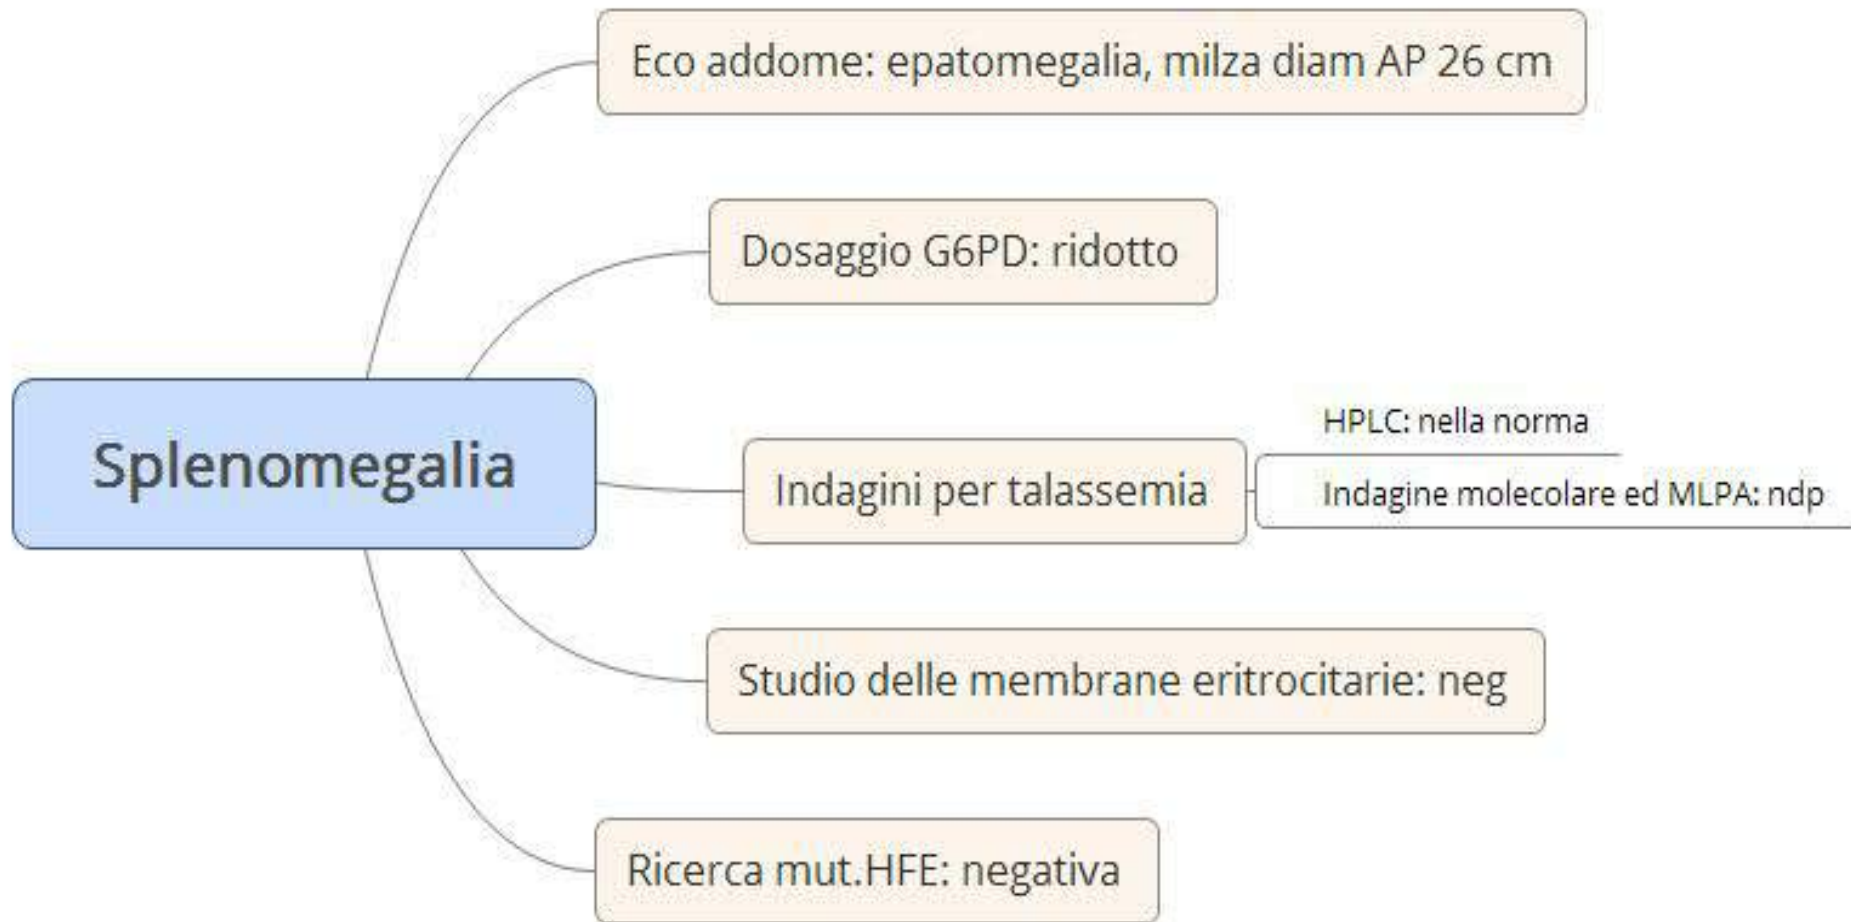 Eco addome: epatomegalia, milza diam AP 26 cm
Dosaggio G6PD: ridotto
Splenomegalia
Indagini per talassemia
HPLC: nella norma
Indagine molecolare ed MLPA: ndp
Studio delle membrane eritrocitarie: neg
Ricerca mut.HFE: negativa